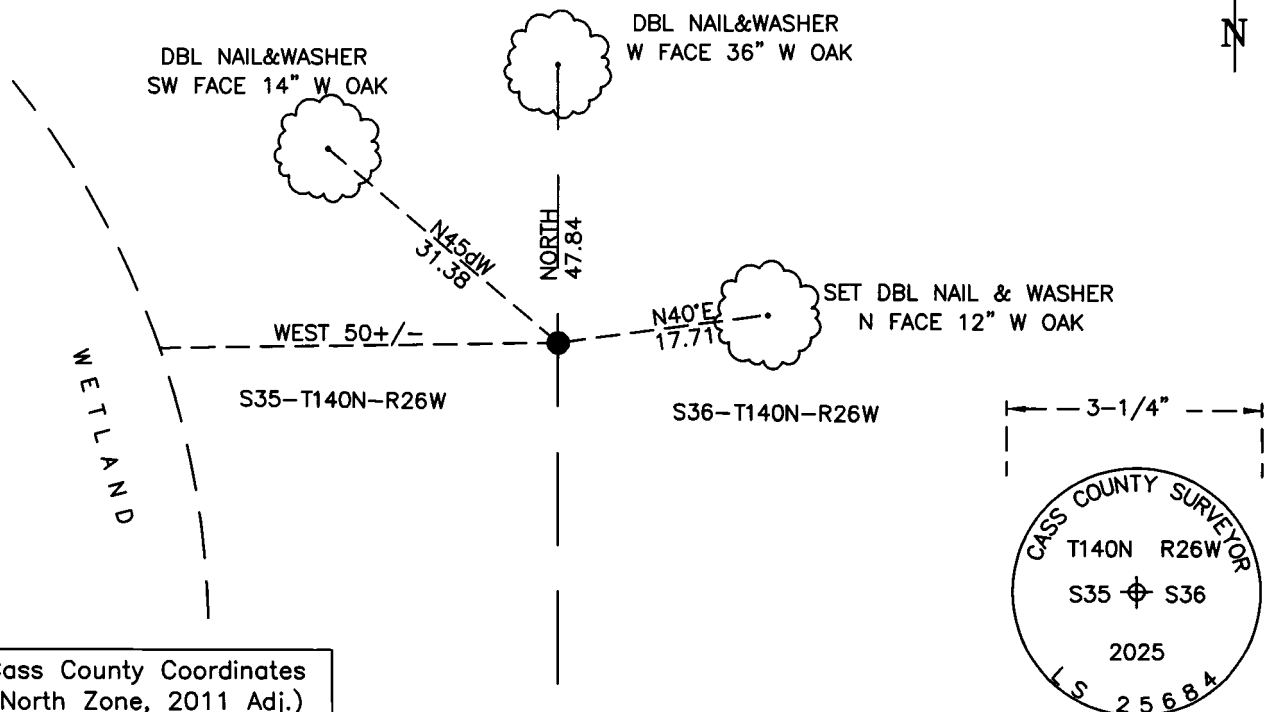 DBL NAIL&WASHER
W FACE 36" W OAK
N
DBL NAIL&WASHER
SW FACE 14" W OAK
N45dW
31.38
NORTH
47.84
SET DBL NAIL & WASHER
N FACE 12" W OAK
N40°E
17.71
WEST 50+/-
WETLAND
S35-T140N-R26W
S36-T140N-R26W
3-1/4"
CASS COUNTY SURVEYOR
T140N R26W
S35 S36
2025
LS 25684
Cass County Coordinates
North Zone, 2011 Adj.)